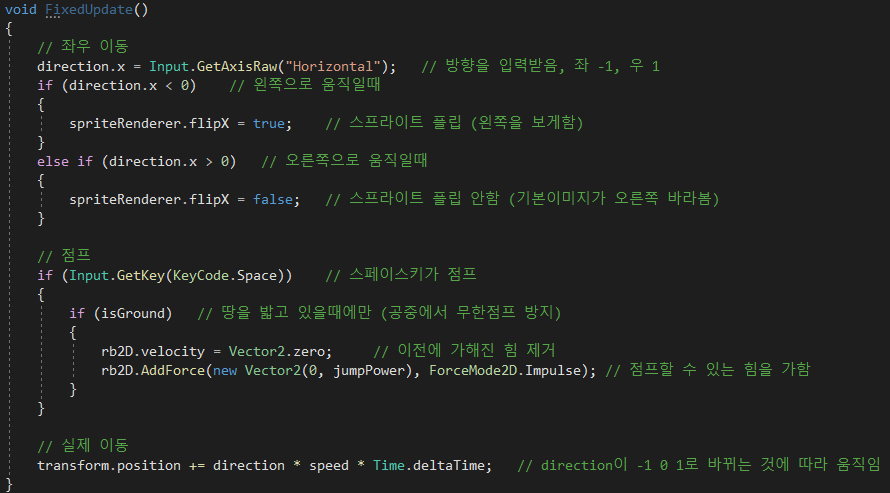 void FixedUpdate()
{
// 좌우 이동
direction.x = Input.GetAxisRaw("Horizontal"); // 방향을 입력받음, 좌 -1, 우 1
if (direction.x < 0) // 왼쪽으로 움직일때
{
spriteRenderer.flipX = true; // 스프라이트 플립 (왼쪽을 보게함)
}
else if (direction.x > 0) // 오른쪽으로 움직일때
{
spriteRenderer.flipX = false; // 스프라이트 플립 안함 (기본이미지가 오른쪽 바라봄)
}
// 점프
if (Input.GetKey(KeyCode.Space)) // 스페이스키가 점프
{
if (isGround) // 땅을 밟고 있을때에만 (공중에서 무한점프 방지)
{
rb2D.velocity = Vector2.zero; // 이전에 가해진 힘 제거
rb2D.AddForce(new Vector2(0, jumpPower), ForceMode2D.Impulse); // 점프할 수 있는 힘을 가함
}
}
// 실제 이동
transform.position += direction * speed * Time.deltaTime; // direction이 -1 0 1로 바뀌는 것에 따라 움직임
}